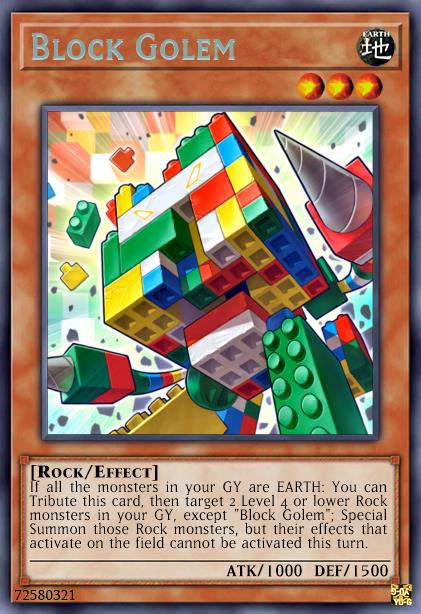 Block Golem
EARTH
地
[Rock/Effect]
If all the monsters in your GY are EARTH: You can
Tribute this card, then target 2 Level 4 or lower Rock
monsters in your GY, except "Block Golem"; Special
Summon those Rock monsters, but their effects that
activate on the field cannot be activated this turn.
ATK/1000 DEF/1500
72580321